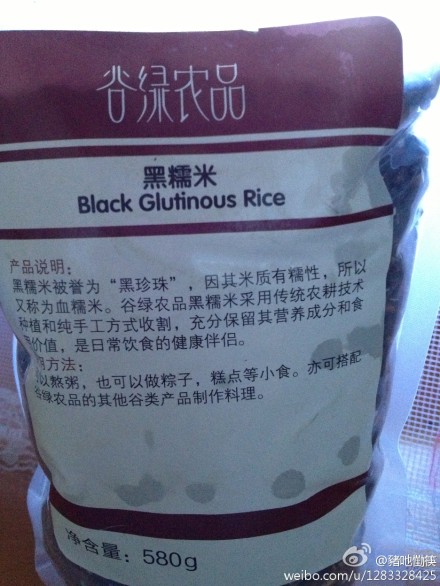 谷绿农品
黑糯米
Black Glutinous Rice
产品说明：
黑糯米被誉为“黑珍珠”，因其米质有糯性，所以
又称为血糯米。谷绿农品黑糯米采用传统农耕技术
种植和纯手工方式收割，充分保留其营养成分和食
价值，是日常饮食的健康伴侣。
方法：
以熬粥，也可以做粽子，糕点等小食。亦可搭配
谷绿农品的其他谷类产品制作料理。
净含量：580g
weibo.com/u/1283328425